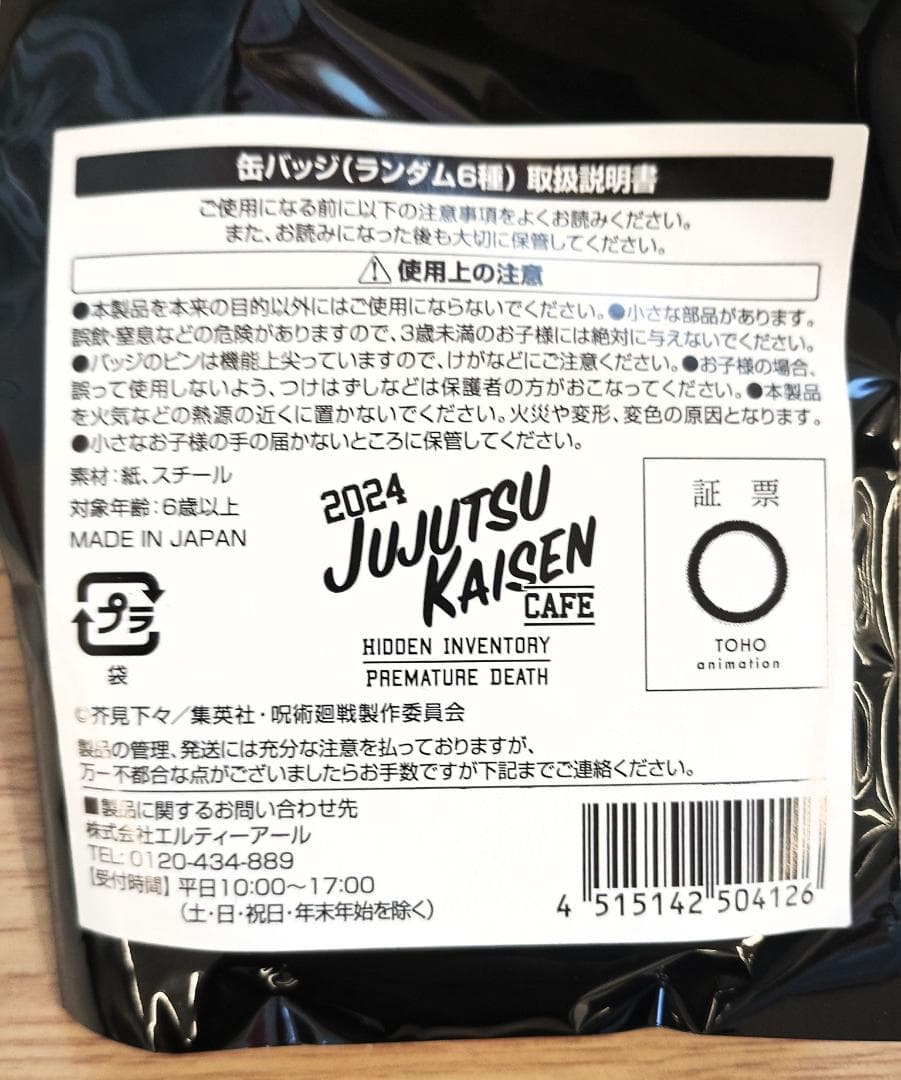 缶バッジ(ランダム6種) 取扱説明書
ご使用になる前に以下の注意事項をよくお読みください。
また、お読みになった後も大切に保管してください。
⚠使用上の注意
●本製品を本来の目的以外にはご使用にならないでください。●小さな部品があります。
誤飲・窒息などの危険がありますので、3歳未満のお子様には絶対に与えないでください。
●バッジのピンは機能上尖っていますので、けがなどにご注意ください。●お子様の場合、
誤って使用しないよう、つけはずしなどは保護者の方がおこなってください。●本製品
を火気などの熱源の近くに置かないでください。火災や変形、変色の原因となります。
●小さなお子様の手の届かないところに保管してください。
素材:紙、スチール
対象年齢:6歳以上
MADE IN JAPAN
プラ
袋
2024
JUJUTSU
KAISEN
CAFE
HIDDEN INVENTORY
PREMATURE DEATH
証 票
TOHO
animation
©芥見下々/集英社・呪術廻戦製作委員会
製品の管理、発送には充分な注意を払っておりますが、
万一不都合な点がございましたらお手数ですが下記までご連絡ください。
■製品に関するお問い合わせ先
株式会社エルティーアール
TEL: 0120-434-889
【受付時間】平日10:00~17:00
(土・日・祝日・年末年始を除く)
4 515142 504126